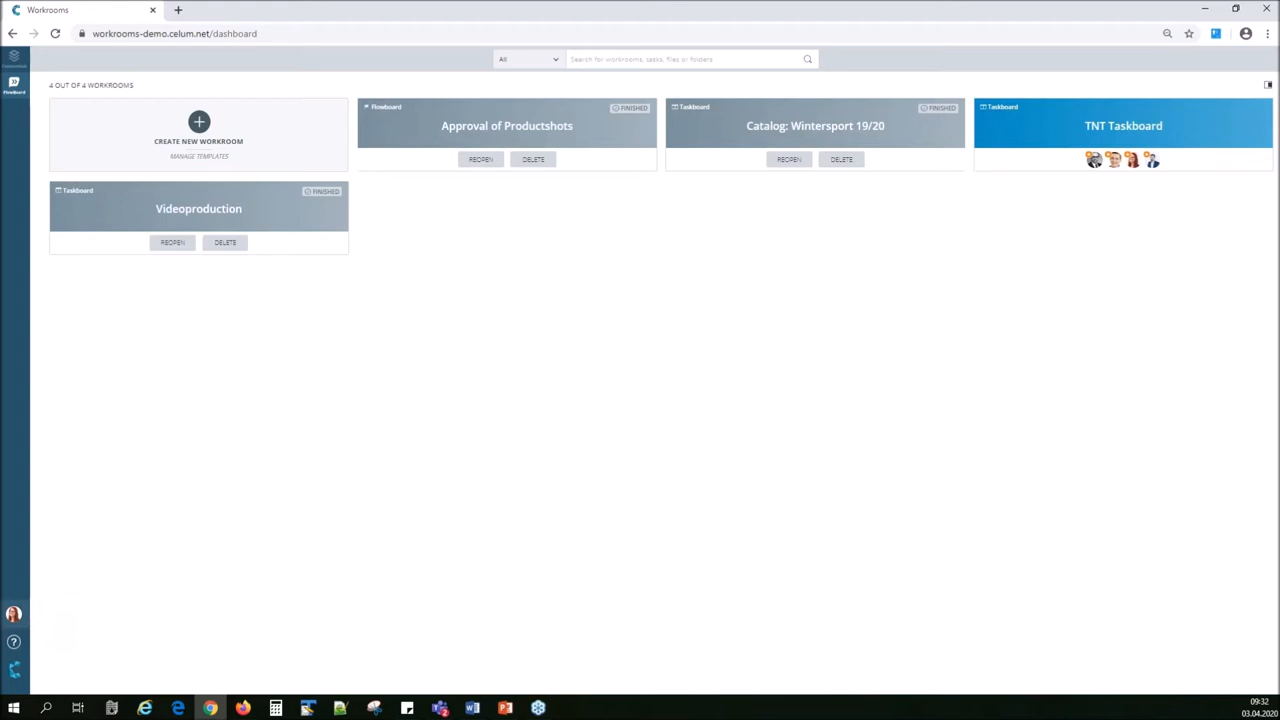 Workrooms
workrooms-demo.celum.net/dashboard
All
Search for workrooms, tasks, files or folders
4 OUT OF 4 WORKROOMS
CREATE NEW WORKROOM
MANAGE TEMPLATES
Flowboard
FINISHED
Approval of Productshots
REOPEN
DELETE
Taskboard
FINISHED
Catalog: Wintersport 19/20
REOPEN
DELETE
Taskboard
TNT Taskboard
Taskboard
FINISHED
Videoproduction
REOPEN
DELETE
09:32
03.04.2020